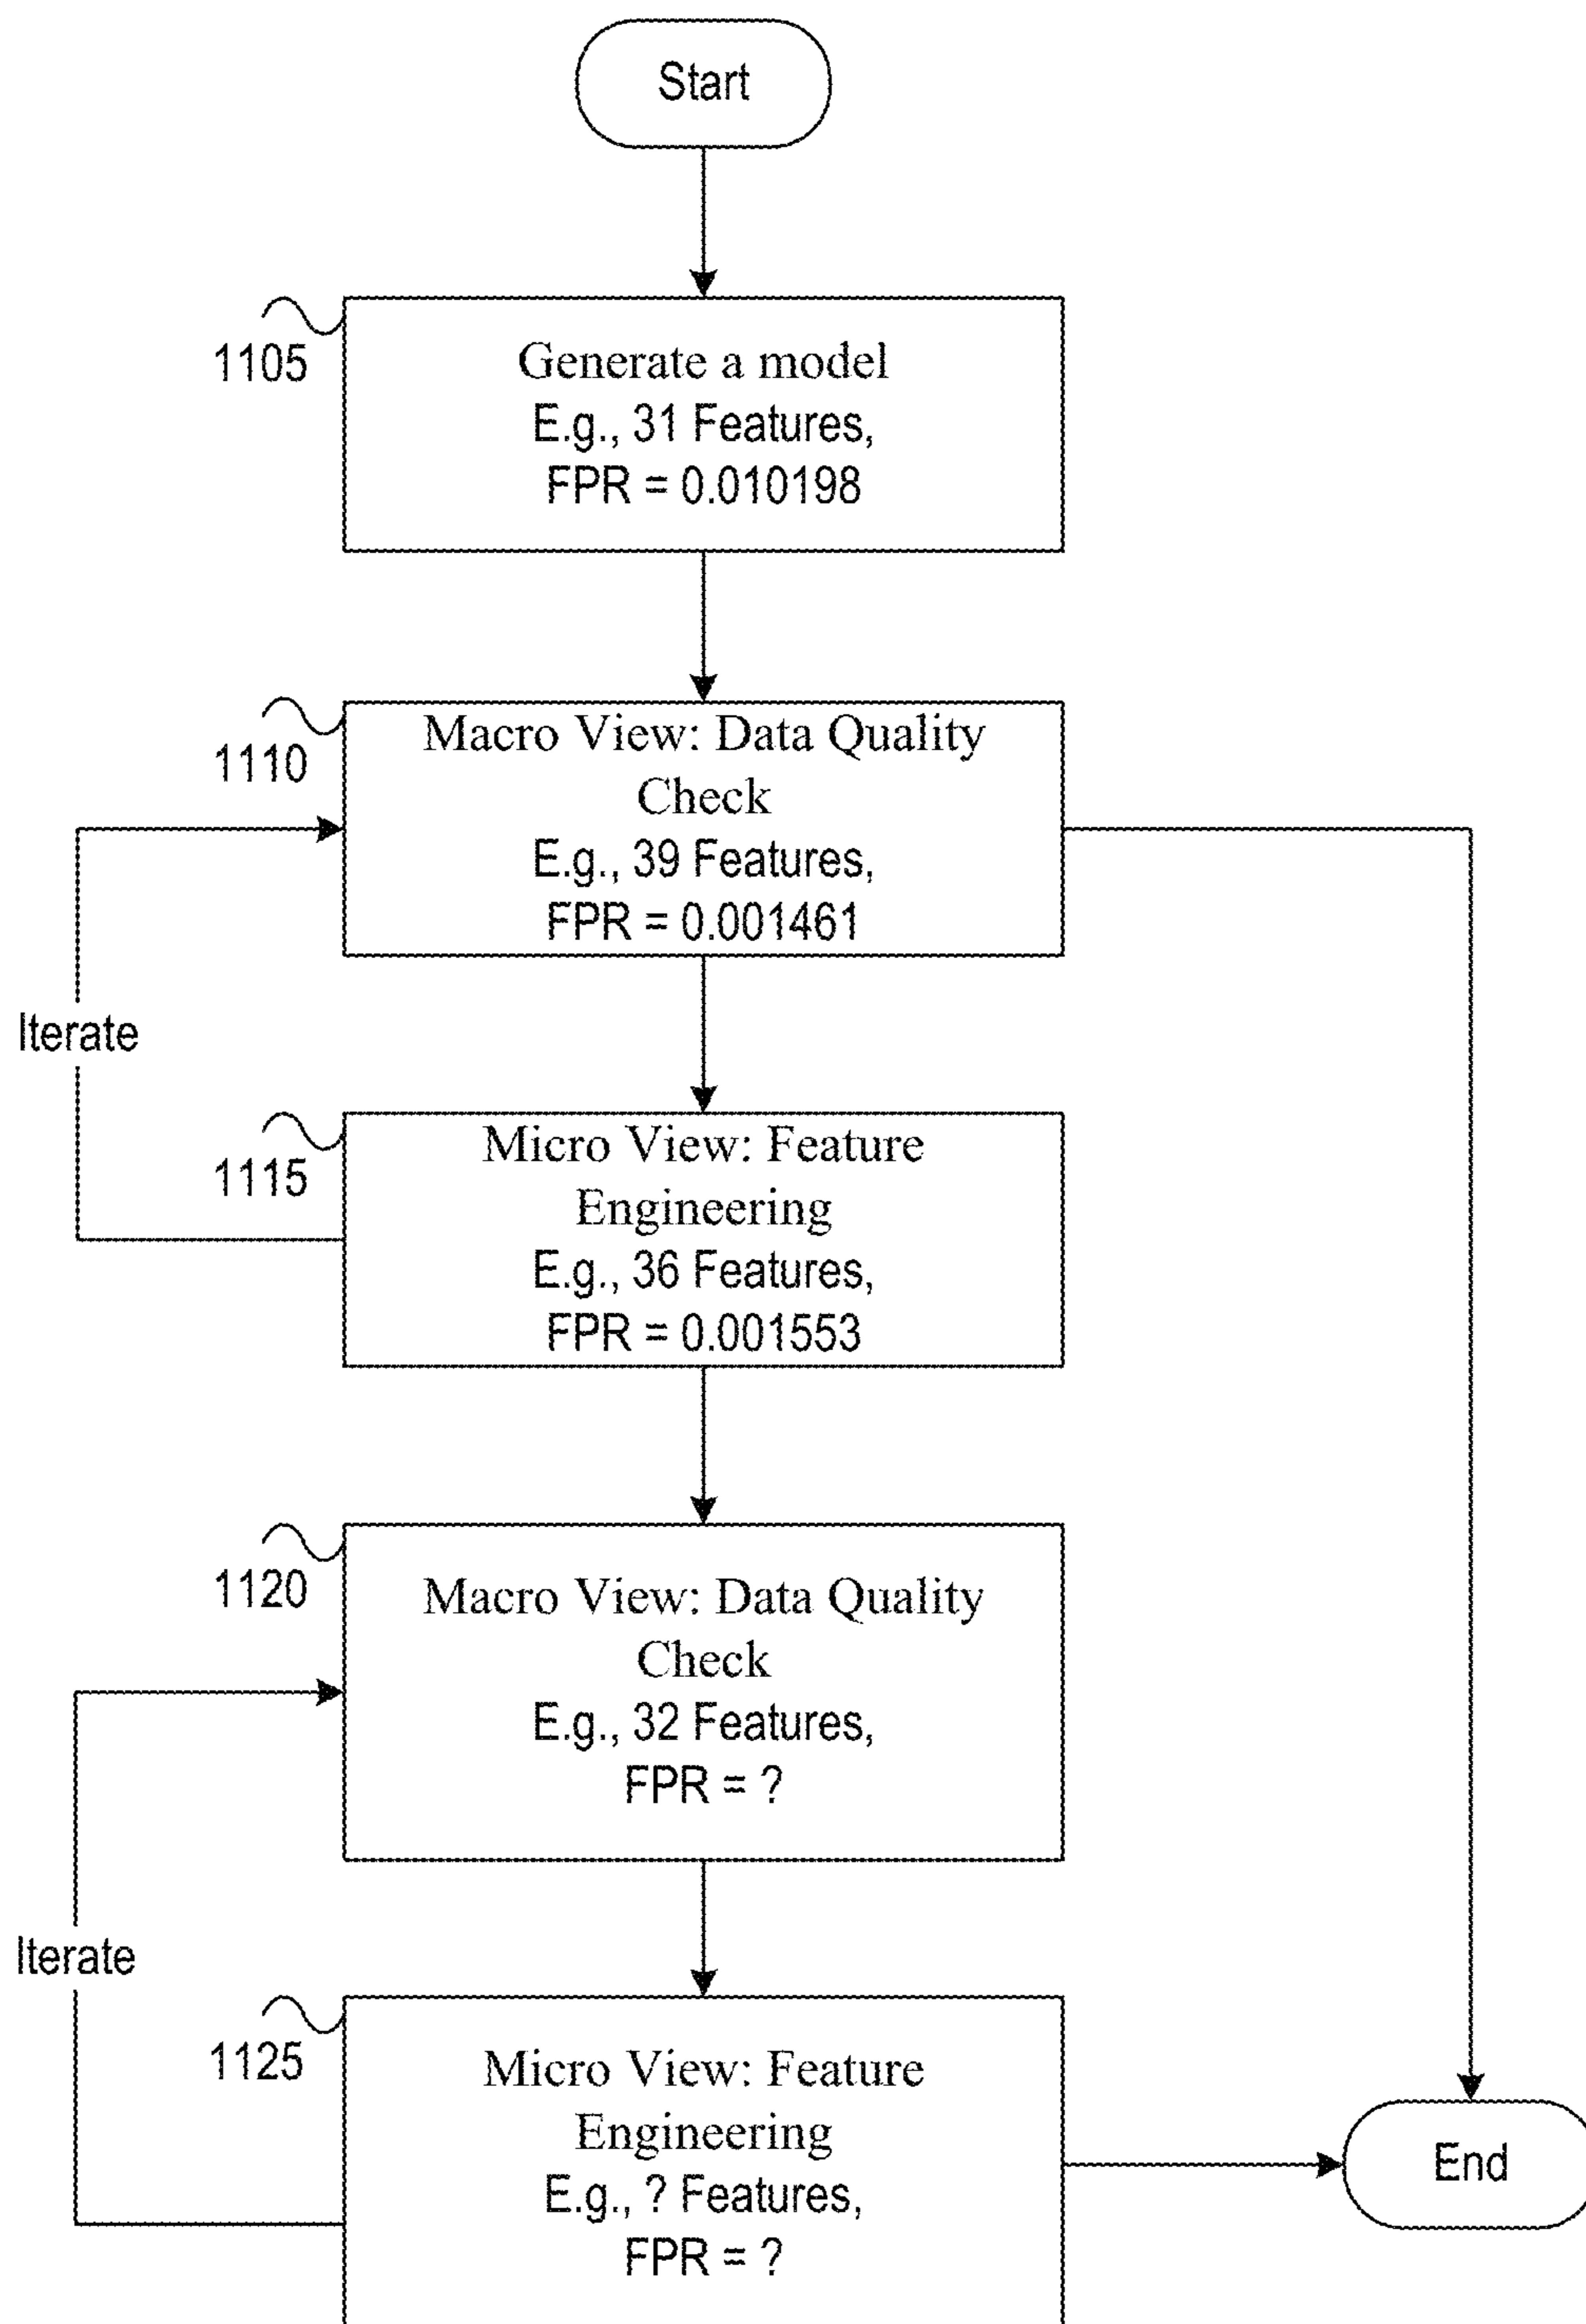 Start
1105
Generate a model
E.g., 31 Features,
FPR = 0.010198
1110
Macro View: Data Quality
Check
E.g., 39 Features,
FPR = 0.001461
Iterate
1115
Micro View: Feature
Engineering
E.g., 36 Features,
FPR = 0.001553
1120
Macro View: Data Quality
Check
E.g., 32 Features,
FPR = ?
Iterate
1125
Micro View: Feature
Engineering
E.g., ? Features,
FPR = ?
End